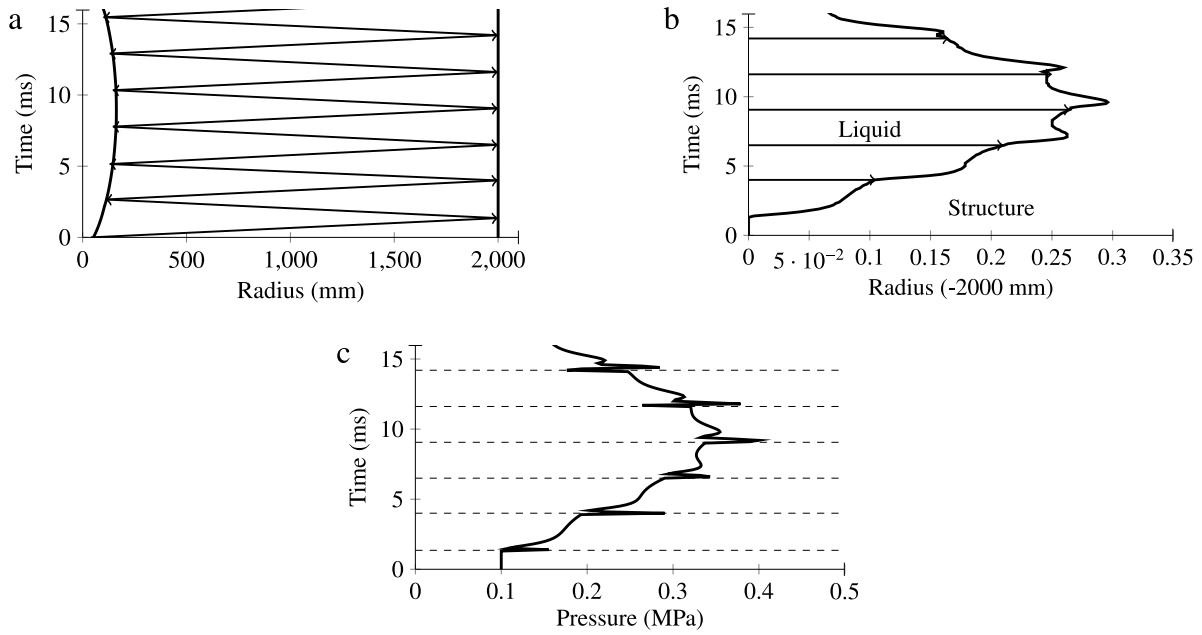 a
15
10
5
0
Time (ms)
0 500 1,000 1,500 2,000
Radius (mm)
b
15
10
5
0
Time (ms)
Liquid
Structure
0 5 · 10⁻² 0.1 0.15 0.2 0.25 0.3 0.35
Radius (-2000 mm)
c
15
10
5
0
Time (ms)
0 0.1 0.2 0.3 0.4 0.5
Pressure (MPa)